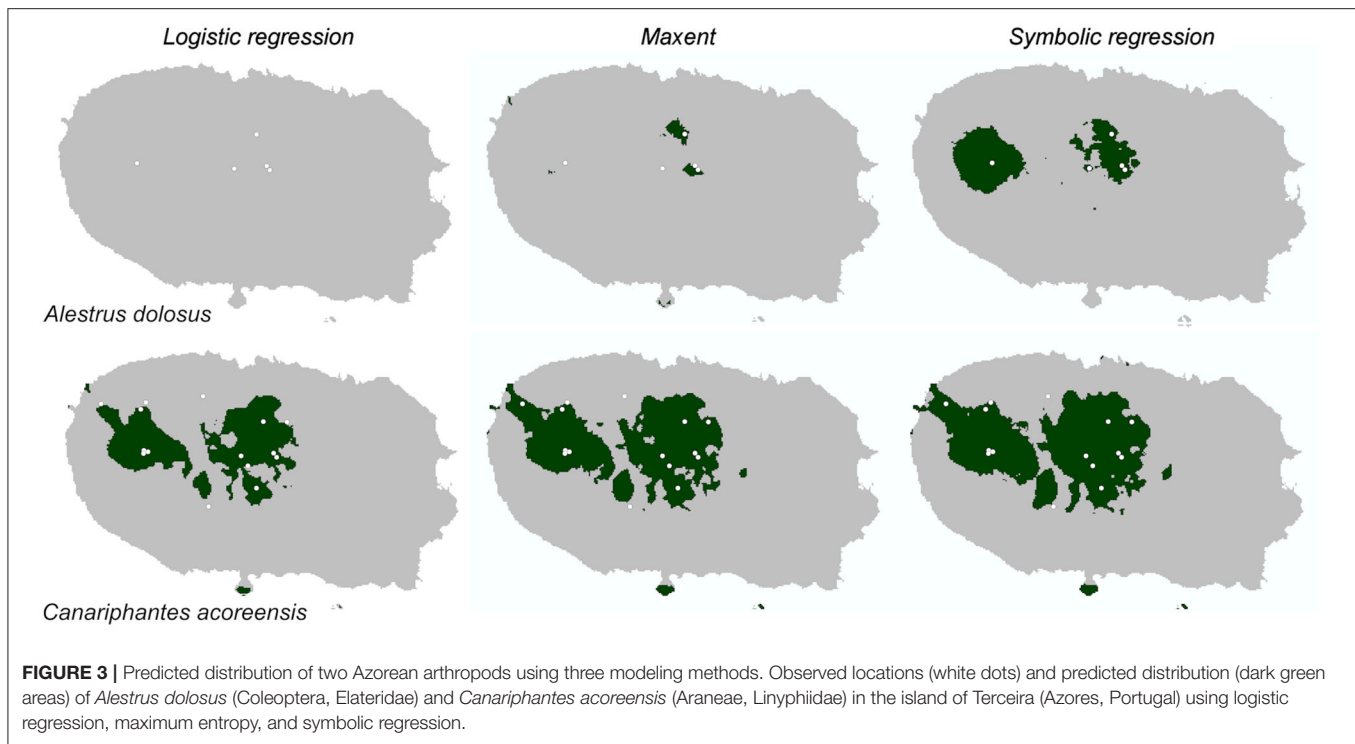 Logistic regression
Maxent
Symbolic regression
Alestrus dolosus
Canariphantes acoreensis
FIGURE 3 | Predicted distribution of two Azorean arthropods using three modeling methods. Observed locations (white dots) and predicted distribution (dark green
areas) of Alestrus dolosus (Coleoptera, Elateridae) and Canariphantes acoreensis (Araneae, Linyphiidae) in the island of Terceira (Azores, Portugal) using logistic
regression, maximum entropy, and symbolic regression.